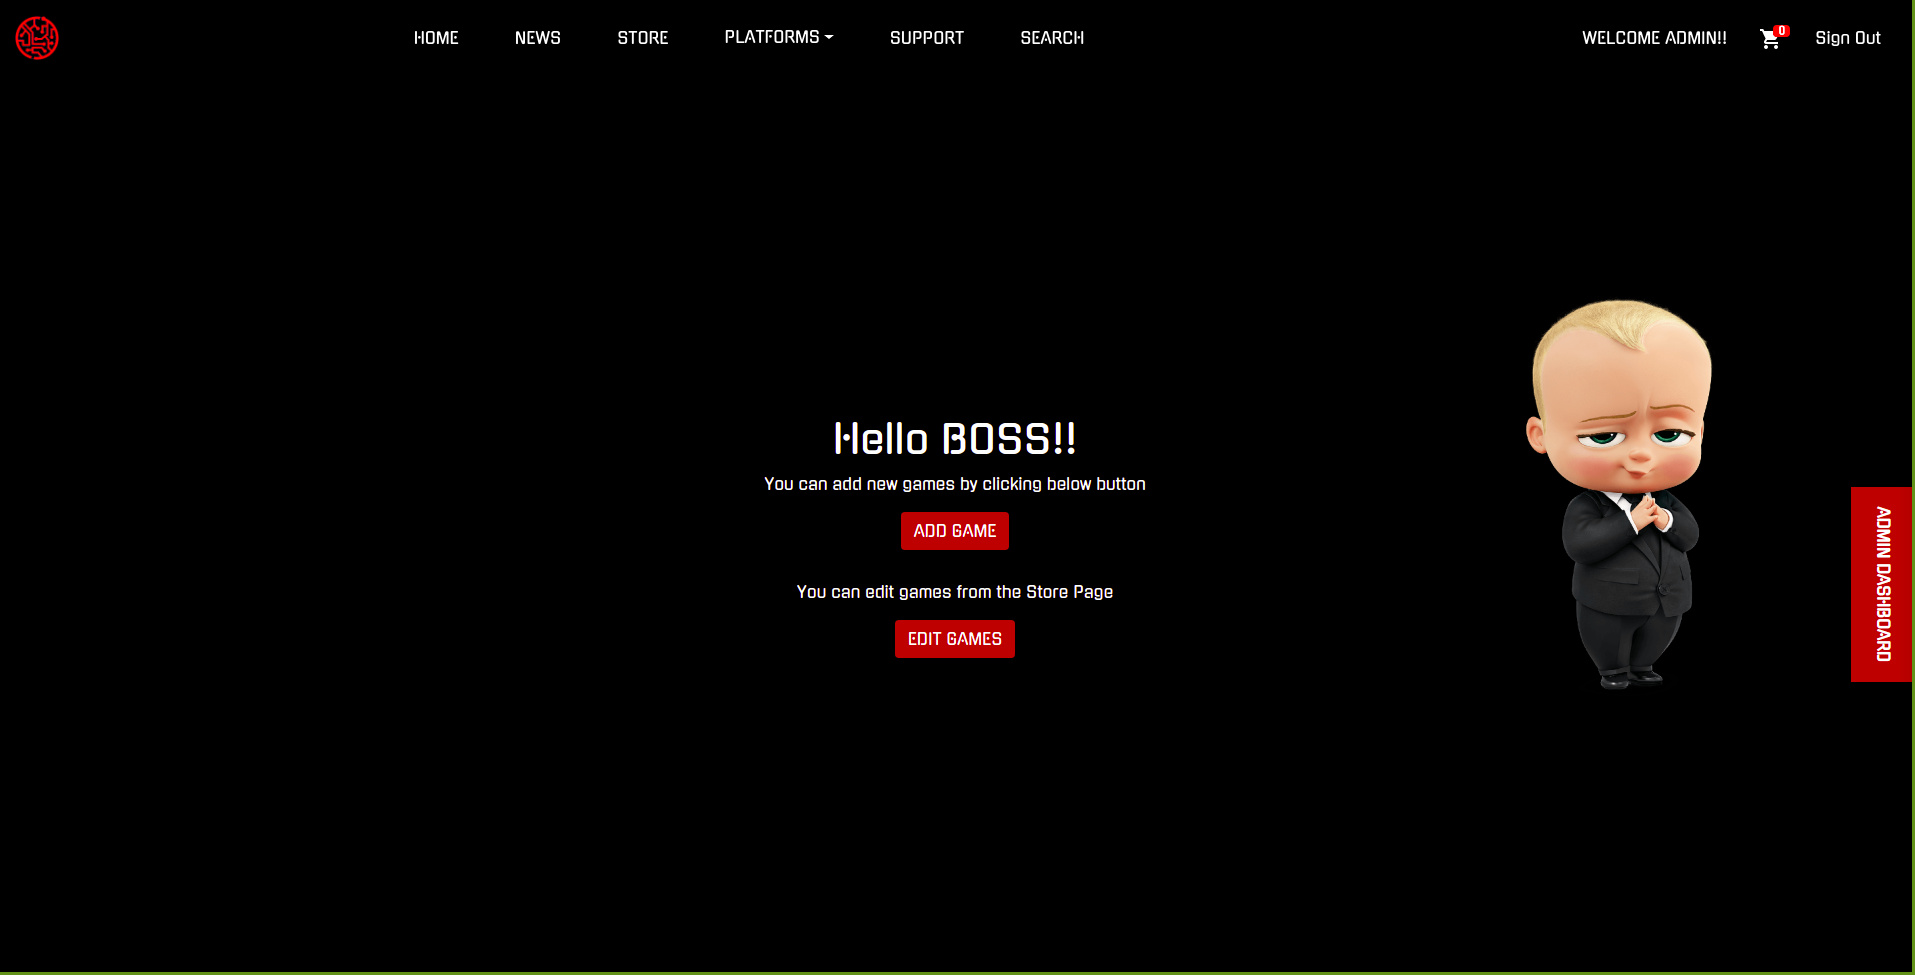 HOME NEWS STORE PLATFORMS SUPPORT SEARCH WELCOME ADMIN!! 0 Sign Out
Hello BOSS!!
You can add new games by clicking below button
ADD GAME
You can edit games from the Store Page
EDIT GAMES
ADMIN DASHBOARD